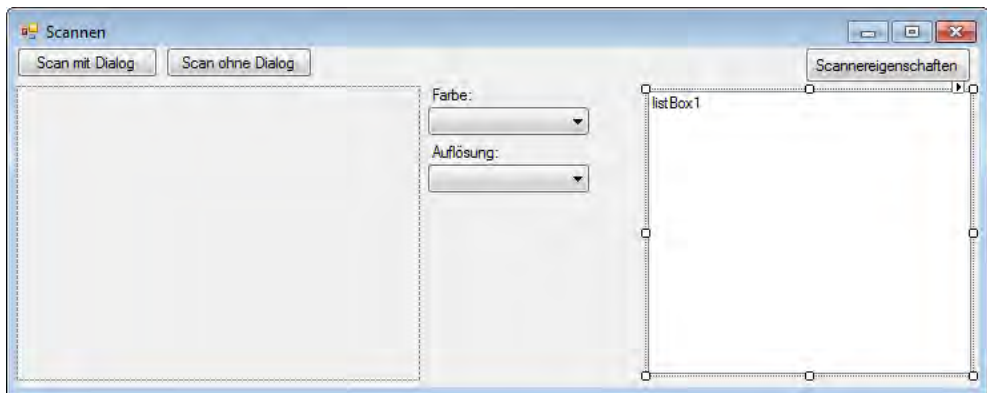 Scannen
Scan mit Dialog
Scan ohne Dialog
Scannereigenschaften
Farbe:
Auflösung:
listBox1